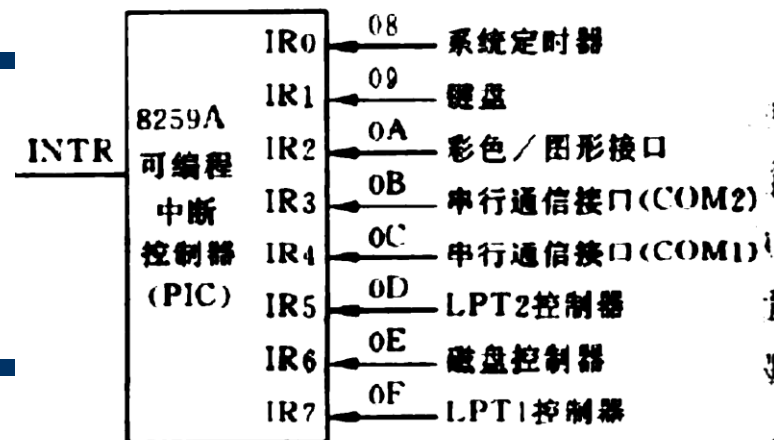 IR0 08 系统定时器
IR1 09 键盘
8259A
INTR
可编程
IR2 0A 彩色/图形接口
中断
IR3 0B 串行通信接口(COM2)
控制器
IR4 0C 串行通信接口(COM1)
(PIC)
IR5 0D LPT2控制器
IR6 0E 磁盘控制器
IR7 0F LPT1控制器